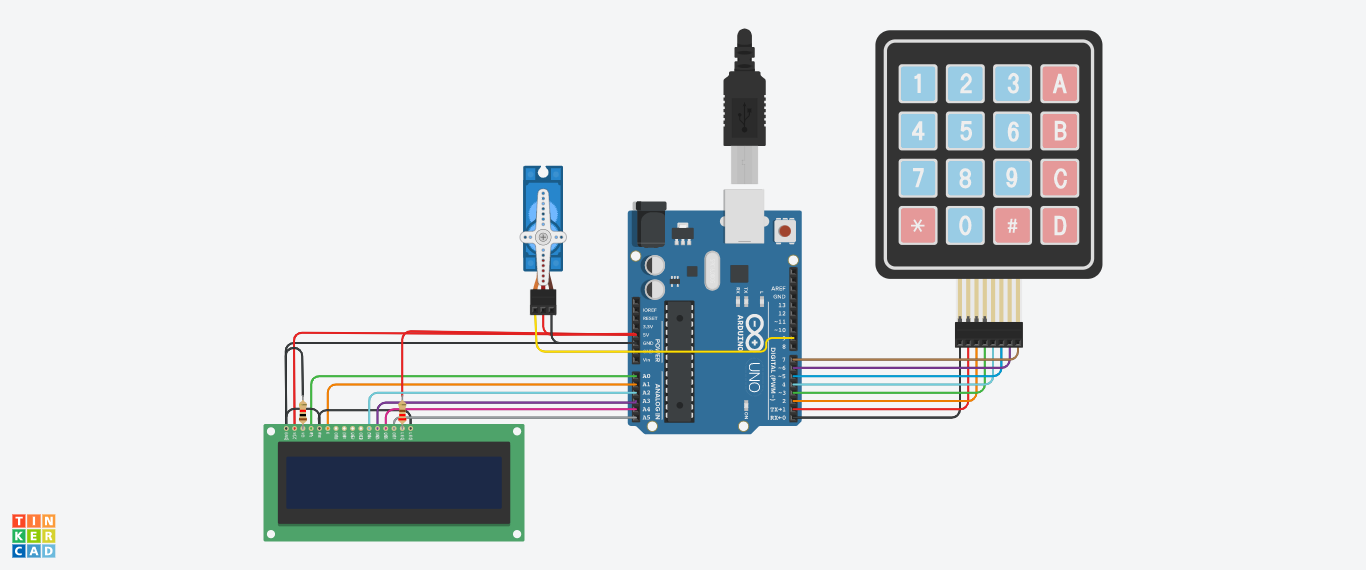 1 2 3 A
4 5 6 B
7 8 9 C
* 0 # D
IOREF
RESET
3.3V
5V
GND
Vin
POWER
A0
A1
A2
A3
A4
A5
ANALOG IN
RX
TX
L
ARDUINO
UNO
ON
AREF
GND
13
12
~11
~10
8
7
~6
~5
4
~3
2
TX→1
RX←0
DIGITAL (PWM~)
TIN
KER
CAD